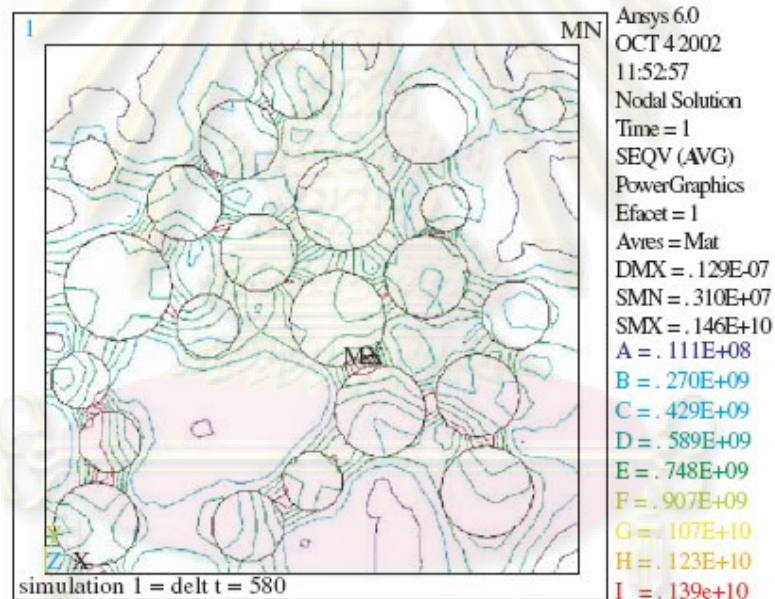 1
MN
Ansys 6.0
OCT 4 2002
11:52:57
Nodal Solution
Time = 1
SEQV (AVG)
PowerGraphics
Efacet = 1
Avres = Mat
DMX = .129E-07
SMN = .310E+07
SMX = .146E+10
A = .111E+08
B = .270E+09
C = .429E+09
D = .589E+09
E = .748E+09
F = .907E+09
G = .107E+10
H = .123E+10
I = .139e+10
MX
Y
Z X
simulation 1 = delt t = 580